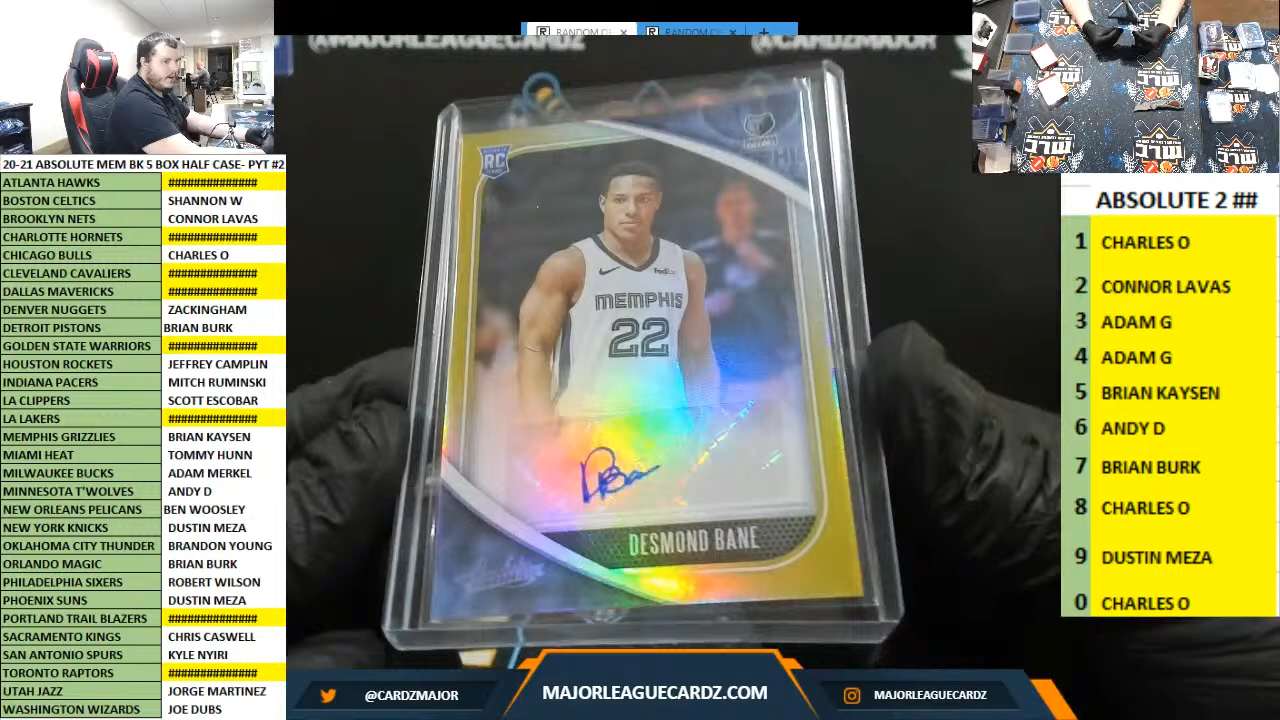 RANDOM
RANDOM
@MAJORLEAGUECARDZ
@CARDZMAJOR
20-21 ABSOLUTE MEM BK 5 BOX HALF CASE- PYT #2
ATLANTA HAWKS ##############
BOSTON CELTICS SHANNON W
BROOKLYN NETS CONNOR LAVAS
CHARLOTTE HORNETS ##############
CHICAGO BULLS CHARLES O
CLEVELAND CAVALIERS ##############
DALLAS MAVERICKS ##############
DENVER NUGGETS ZACKINGHAM
DETROIT PISTONS BRIAN BURK
GOLDEN STATE WARRIORS ##############
HOUSTON ROCKETS JEFFREY CAMPLIN
INDIANA PACERS MITCH RUMINSKI
LA CLIPPERS SCOTT ESCOBAR
LA LAKERS ##############
MEMPHIS GRIZZLIES BRIAN KAYSEN
MIAMI HEAT TOMMY HUNN
MILWAUKEE BUCKS ADAM MERKEL
MINNESOTA T'WOLVES ANDY D
NEW ORLEANS PELICANS BEN WOOSLEY
NEW YORK KNICKS DUSTIN MEZA
OKLAHOMA CITY THUNDER BRANDON YOUNG
ORLANDO MAGIC BRIAN BURK
PHILADELPHIA SIXERS ROBERT WILSON
PHOENIX SUNS DUSTIN MEZA
PORTLAND TRAIL BLAZERS ##############
SACRAMENTO KINGS CHRIS CASWELL
SAN ANTONIO SPURS KYLE NYIRI
TORONTO RAPTORS ##############
UTAH JAZZ JORGE MARTINEZ
WASHINGTON WIZARDS JOE DUBS
RC
FedEx
MEMPHIS
22
DESMOND BANE
ABSOLUTE 2 ##
1 CHARLES O
2 CONNOR LAVAS
3 ADAM G
4 ADAM G
5 BRIAN KAYSEN
6 ANDY D
7 BRIAN BURK
8 CHARLES O
9 DUSTIN MEZA
0 CHARLES O
@CARDZMAJOR
MAJORLEAGUECARDZ.COM
MAJORLEAGUECARDZ